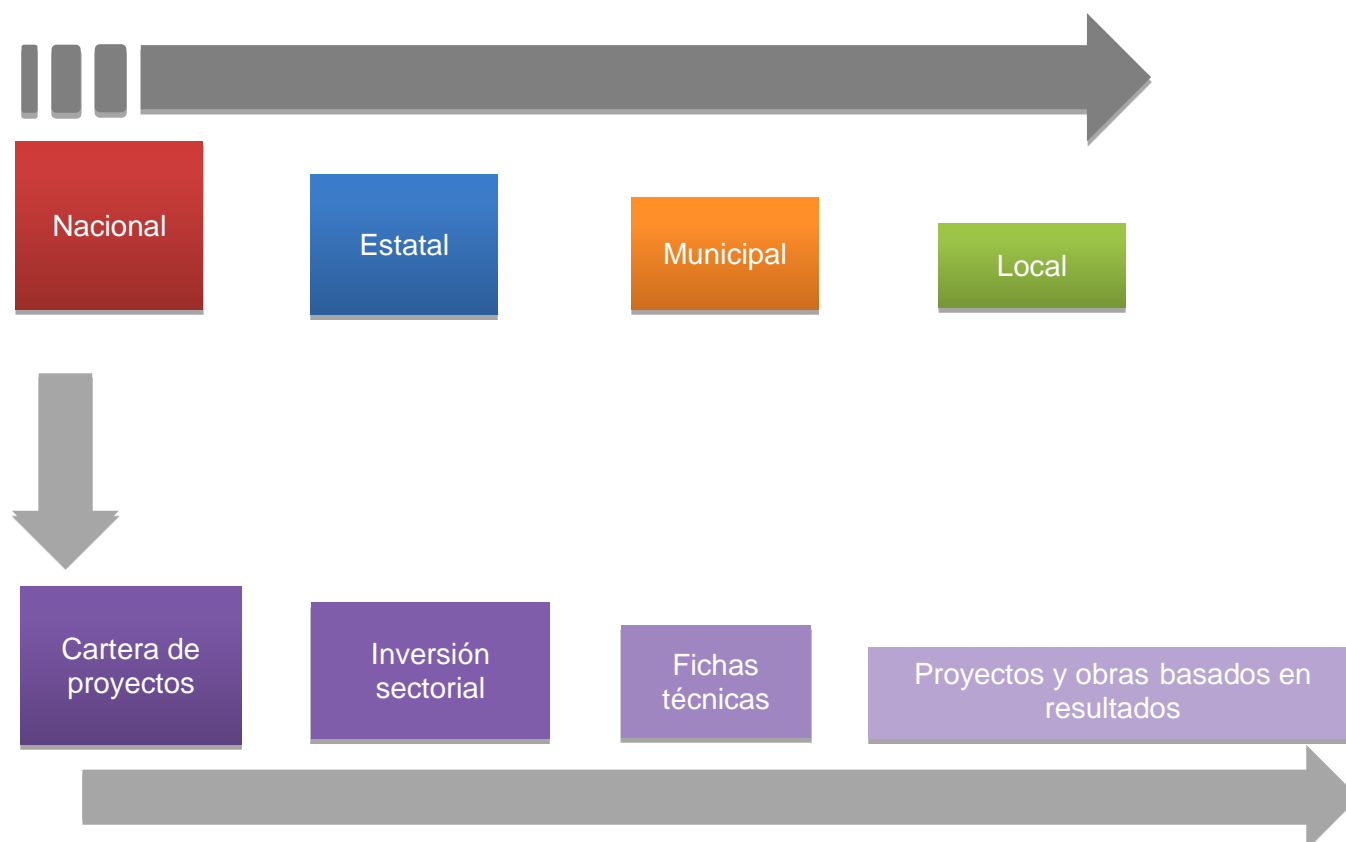 Nacional
Estatal
Municipal
Local
Cartera de
proyectos
Inversión
sectorial
Fichas
técnicas
Proyectos y obras basados en
resultados